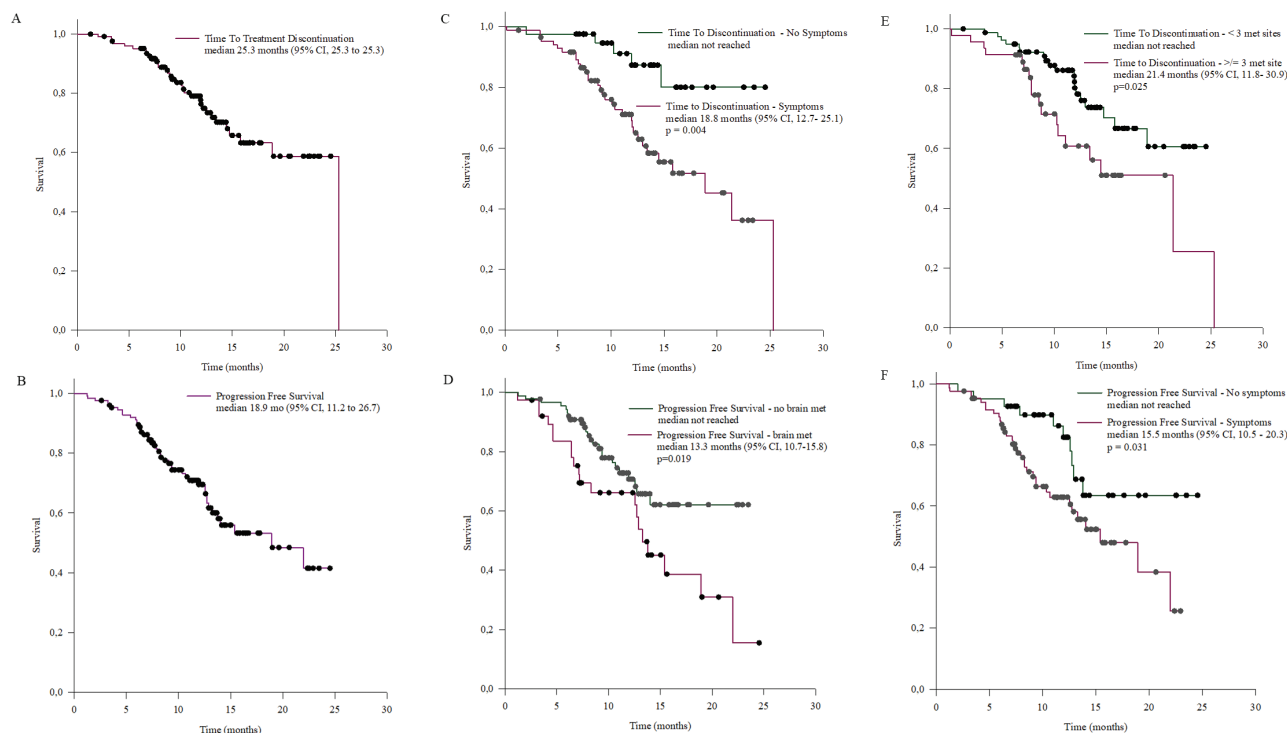 A
Time To Treatment Discontinuation
median 25.3 months (95% CI, 25.3 to 25.3)
Survival
1,0
0,8
0,6
0,4
0,2
0,0
0 5 10 15 20 25 30
Time (months)
B
Progression Free Survival
median 18.9 mo (95% CI, 11.2 to 26.7)
Survival
1,0
0,8
0,6
0,4
0,2
0,0
0 5 10 15 20 25 30
Time (months)
C
Time To Discontinuation - No Symptoms
median not reached
Time to Discontinuation - Symptoms
median 18.8 months (95% CI, 12.7- 25.1)
p = 0.004
Survival
1,0
0,8
0,6
0,4
0,2
0,0
0 5 10 15 20 25 30
Time (months)
D
Progression Free Survival - no brain met
median not reached
Progression Free Survival - brain met
median 13.3 months (95% CI, 10.7-15.8)
p=0.019
Survival
1,0
0,8
0,6
0,4
0,2
0,0
0 5 10 15 20 25 30
Time (months)
E
Time To Discontinuation - < 3 met sites
median not reached
Time to Discontinuation - >/= 3 met site
median 21.4 months (95% CI, 11.8- 30.9)
p=0.025
Survival
1,0
0,8
0,6
0,4
0,2
0,0
0 5 10 15 20 25 30
Time (months)
F
Progression Free Survival - No symptoms
median not reached
Progression Free Survival - Symptoms
median 15.5 months (95% CI, 10.5 - 20.3)
p = 0.031
Survival
1,0
0,8
0,6
0,4
0,2
0,0
0 5 10 15 20 25 30
Time (months)